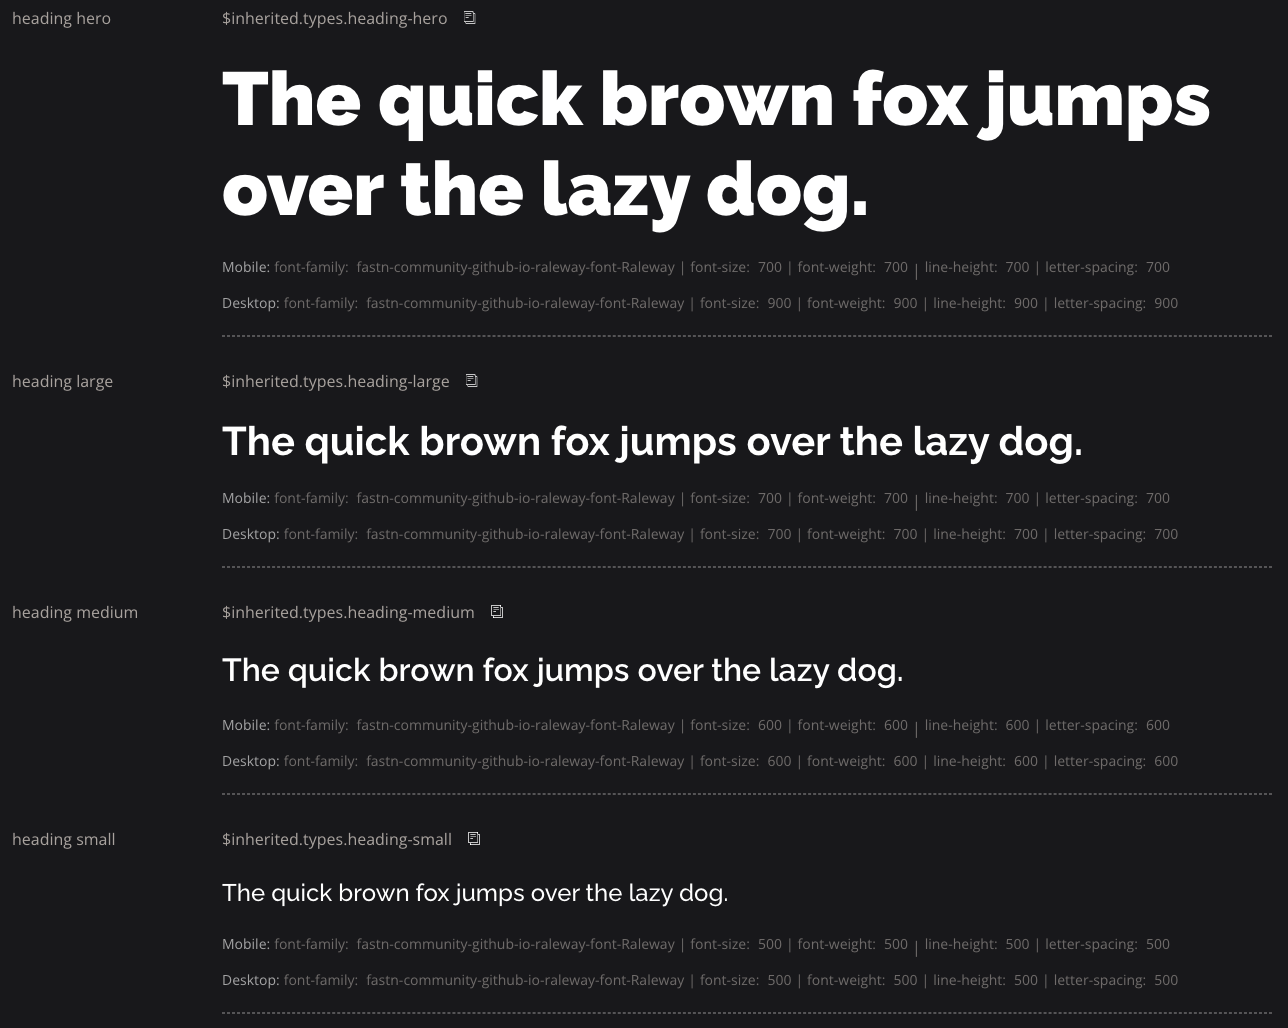 heading hero $inherited.types.heading-hero
The quick brown fox jumps
over the lazy dog.
Mobile: font-family: fastn-community-github-io-raleway-font-Raleway | font-size: 700 | font-weight: 700 | line-height: 700 | letter-spacing: 700
Desktop: font-family: fastn-community-github-io-raleway-font-Raleway | font-size: 900 | font-weight: 900 | line-height: 900 | letter-spacing: 900
heading large $inherited.types.heading-large
The quick brown fox jumps over the lazy dog.
Mobile: font-family: fastn-community-github-io-raleway-font-Raleway | font-size: 700 | font-weight: 700 | line-height: 700 | letter-spacing: 700
Desktop: font-family: fastn-community-github-io-raleway-font-Raleway | font-size: 700 | font-weight: 700 | line-height: 700 | letter-spacing: 700
heading medium $inherited.types.heading-medium
The quick brown fox jumps over the lazy dog.
Mobile: font-family: fastn-community-github-io-raleway-font-Raleway | font-size: 600 | font-weight: 600 | line-height: 600 | letter-spacing: 600
Desktop: font-family: fastn-community-github-io-raleway-font-Raleway | font-size: 600 | font-weight: 600 | line-height: 600 | letter-spacing: 600
heading small $inherited.types.heading-small
The quick brown fox jumps over the lazy dog.
Mobile: font-family: fastn-community-github-io-raleway-font-Raleway | font-size: 500 | font-weight: 500 | line-height: 500 | letter-spacing: 500
Desktop: font-family: fastn-community-github-io-raleway-font-Raleway | font-size: 500 | font-weight: 500 | line-height: 500 | letter-spacing: 500